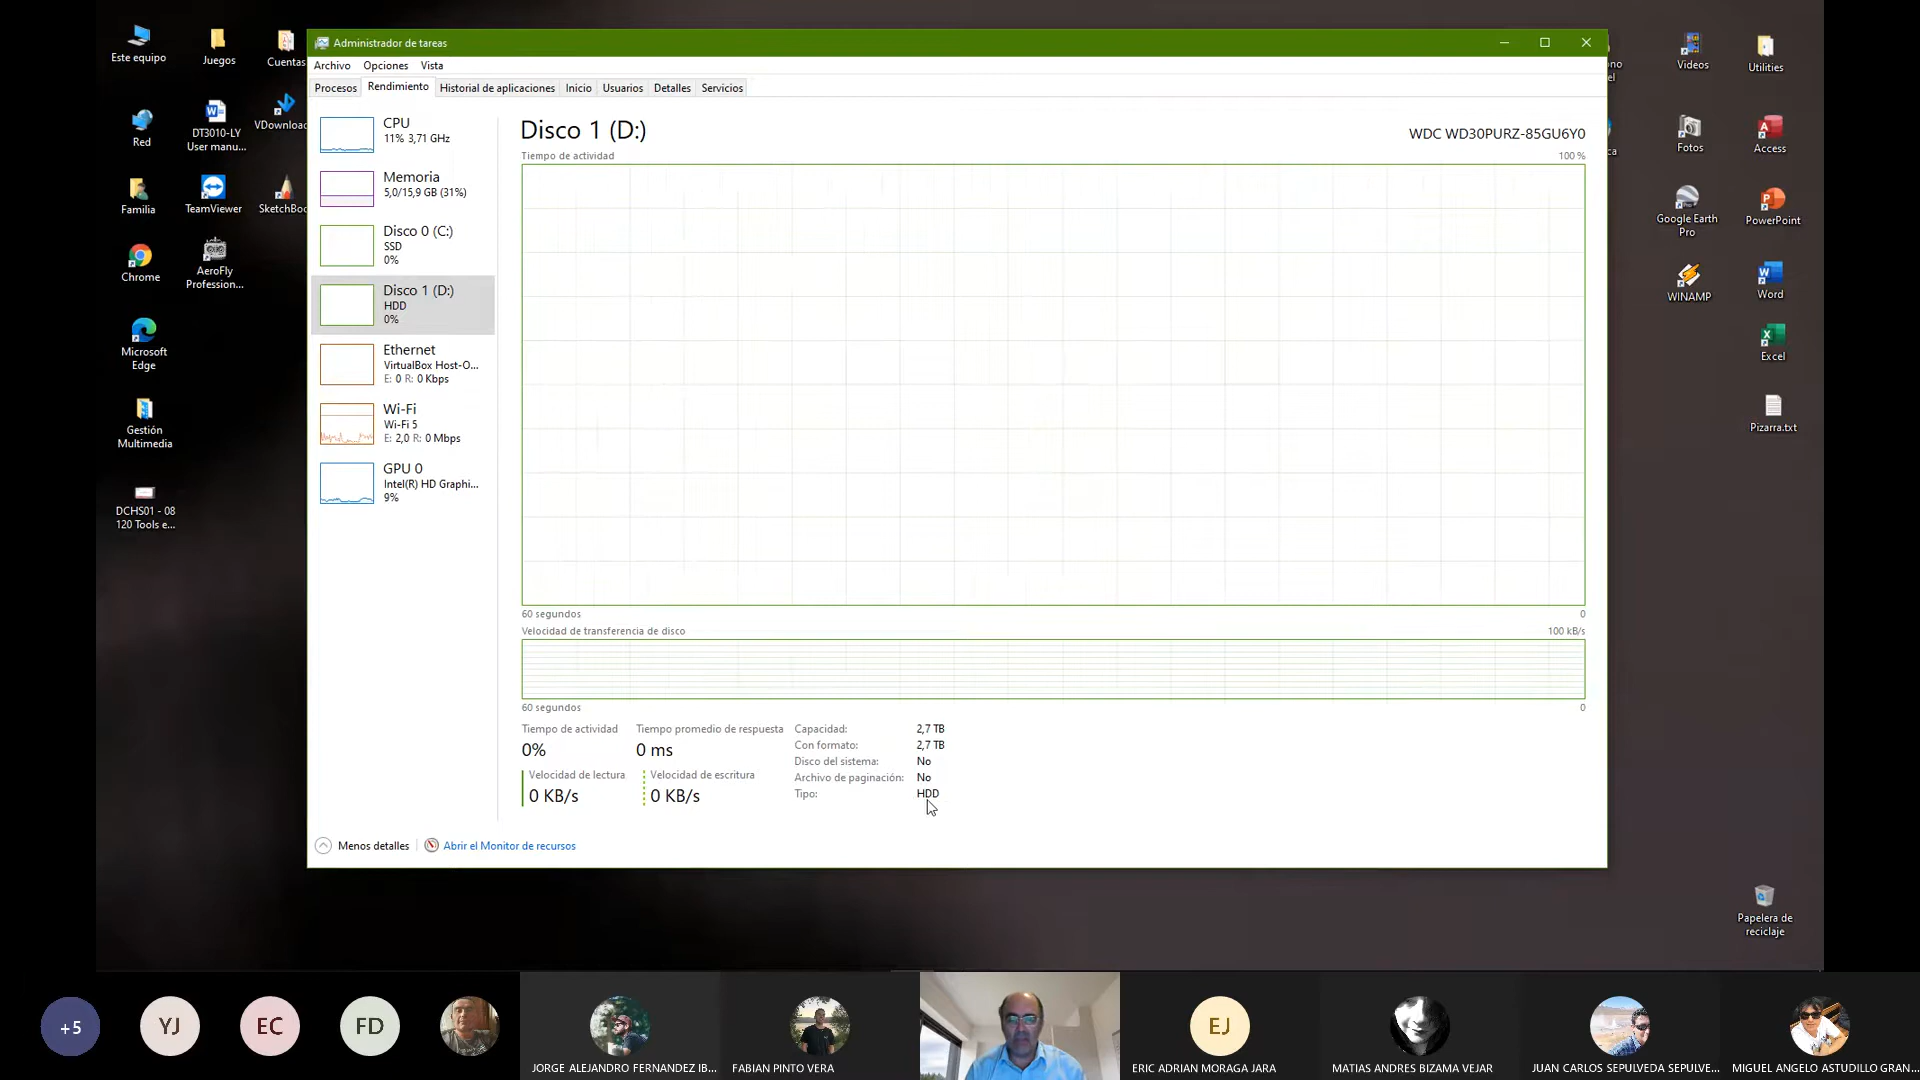 Este equipo
Juegos
Cuentas
Red
DT3010-LY
User manu...
VDownload
Familia
TeamViewer
SketchBoo
Chrome
AeroFly
Profession...
Microsoft
Edge
Gestión
Multimedia
DCHS01 - 08
120 Tools e...
Administrador de tareas
Archivo Opciones Vista
Procesos Rendimiento Historial de aplicaciones Inicio Usuarios Detalles Servicios
CPU
11% 3,71 GHz
Memoria
5,0/15,9 GB (31%)
Disco 0 (C:)
SSD
0%
Disco 1 (D:)
HDD
0%
Ethernet
VirtualBox Host-O...
E: 0 R: 0 Kbps
Wi-Fi
Wi-Fi 5
E: 2,0 R: 0 Mbps
GPU 0
Intel(R) HD Graphi...
9%
Disco 1 (D:)
WDC WD30PURZ-85GU6Y0
Tiempo de actividad 100 %
60 segundos 0
Velocidad de transferencia de disco 100 kB/s
60 segundos 0
Tiempo de actividad
0%
Tiempo promedio de respuesta
0 ms
Velocidad de lectura
0 KB/s
Velocidad de escritura
0 KB/s
Capacidad: 2,7 TB
Con formato: 2,7 TB
Disco del sistema: No
Archivo de paginación: No
Tipo: HDD
Menos detalles
Abrir el Monitor de recursos
Videos
Utilities
Fotos
Access
Google Earth
Pro
PowerPoint
WINAMP
Word
Excel
Pizarra.txt
Papelera de
reciclaje
+5
YJ
EC
FD
JORGE ALEJANDRO FERNANDEZ IB...
FABIAN PINTO VERA
EJ
ERIC ADRIAN MORAGA JARA
MATIAS ANDRES BIZAMA VEJAR
JUAN CARLOS SEPULVEDA SEPULVE...
MIGUEL ANGELO ASTUDILLO GRAN...